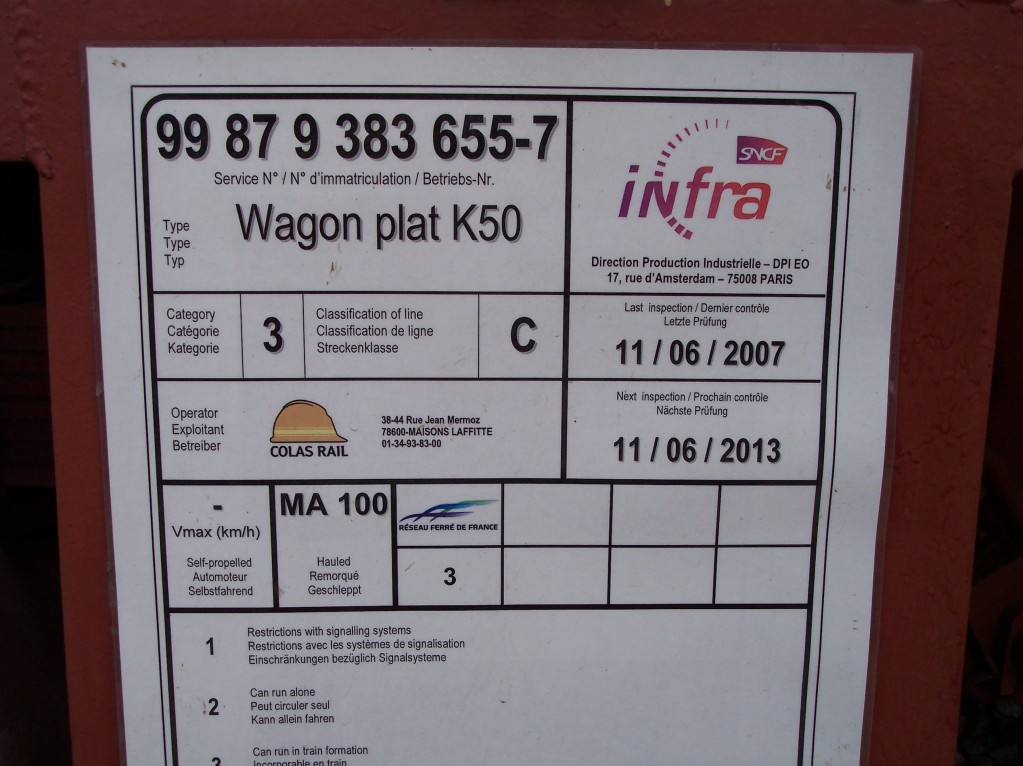 99 87 9 383 655-7
Service N° / N° d'immatriculation / Betriebs-Nr.
Type
Type
Typ
Wagon plat K50
SNCF
infra
Direction Production Industrielle – DPI EO
17, rue d'Amsterdam – 75008 PARIS
Category
Catégorie
Kategorie
3
Classification of line
Classification de ligne
Streckenklasse
C
Last inspection / Dernier contrôle
Letzte Prüfung
11 / 06 / 2007
Operator
Exploitant
Betreiber
COLAS RAIL
38-44 Rue Jean Mermoz
78600-MAISONS LAFFITTE
01-34-93-83-00
Next inspection / Prochain contrôle
Nächste Prüfung
11 / 06 / 2013
-
Vmax (km/h)
Self-propelled
Automoteur
Selbstfahrend
MA 100
Hauled
Remorqué
Geschleppt
RÉSEAU FERRÉ DE FRANCE
3
1
Restrictions with signalling systems
Restrictions avec les systèmes de signalisation
Einschränkungen bezüglich Signalsysteme
2
Can run alone
Peut circuler seul
Kann allein fahren
3
Can run in train formation
Incorporable en train